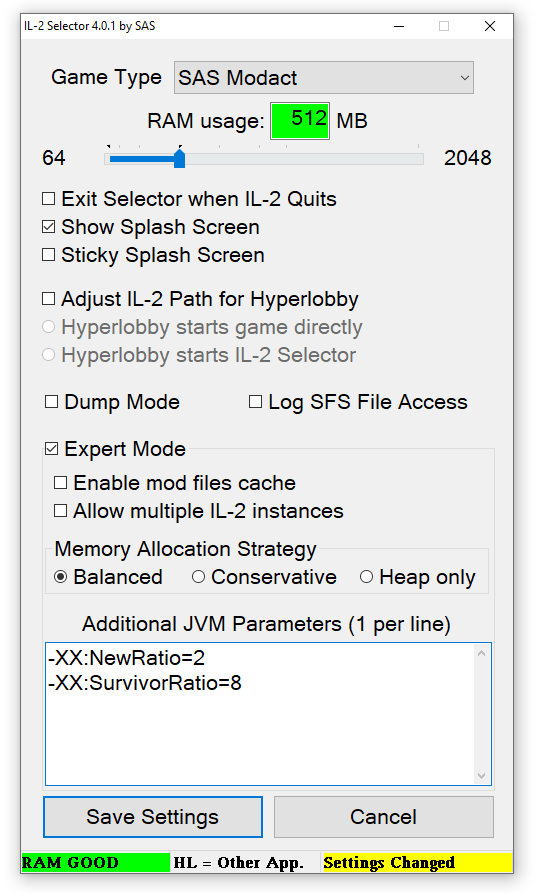 IL-2 Selector 4.0.1 by SAS
Game Type SAS Modact
RAM usage: 512 MB
64 2048
Exit Selector when IL-2 Quits
Show Splash Screen
Sticky Splash Screen
Adjust IL-2 Path for Hyperlobby
Hyperlobby starts game directly
Hyperlobby starts IL-2 Selector
Dump Mode Log SFS File Access
Expert Mode
Enable mod files cache
Allow multiple IL-2 instances
Memory Allocation Strategy
Balanced Conservative Heap only
Additional JVM Parameters (1 per line)
-XX:NewRatio=2
-XX:SurvivorRatio=8
Save Settings Cancel
RAM GOOD HL = Other App. Settings Changed